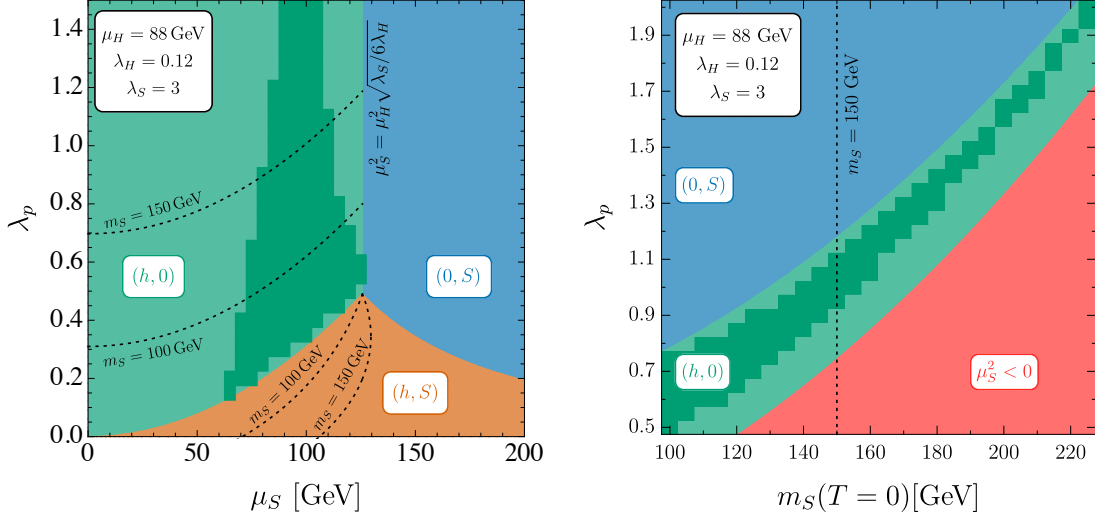 μ_H = 88 GeV
λ_H = 0.12
λ_S = 3
μ_S^2 = μ_H^2 √λ_S/6λ_H
m_S = 150 GeV
(h, 0)
(0, S)
m_S = 100 GeV
m_S = 100 GeV
m_S = 150 GeV
(h, S)
λ_p
1.4
1.2
1.0
0.8
0.6
0.4
0.2
0.0
0 50 100 150 200
μ_S [GeV]
μ_H = 88 GeV
λ_H = 0.12
λ_S = 3
m_S = 150 GeV
(0, S)
(h, 0)
μ_S^2 < 0
λ_p
1.9
1.7
1.5
1.3
1.1
0.9
0.7
0.5
100 120 140 160 180 200 220
m_S(T = 0)[GeV]